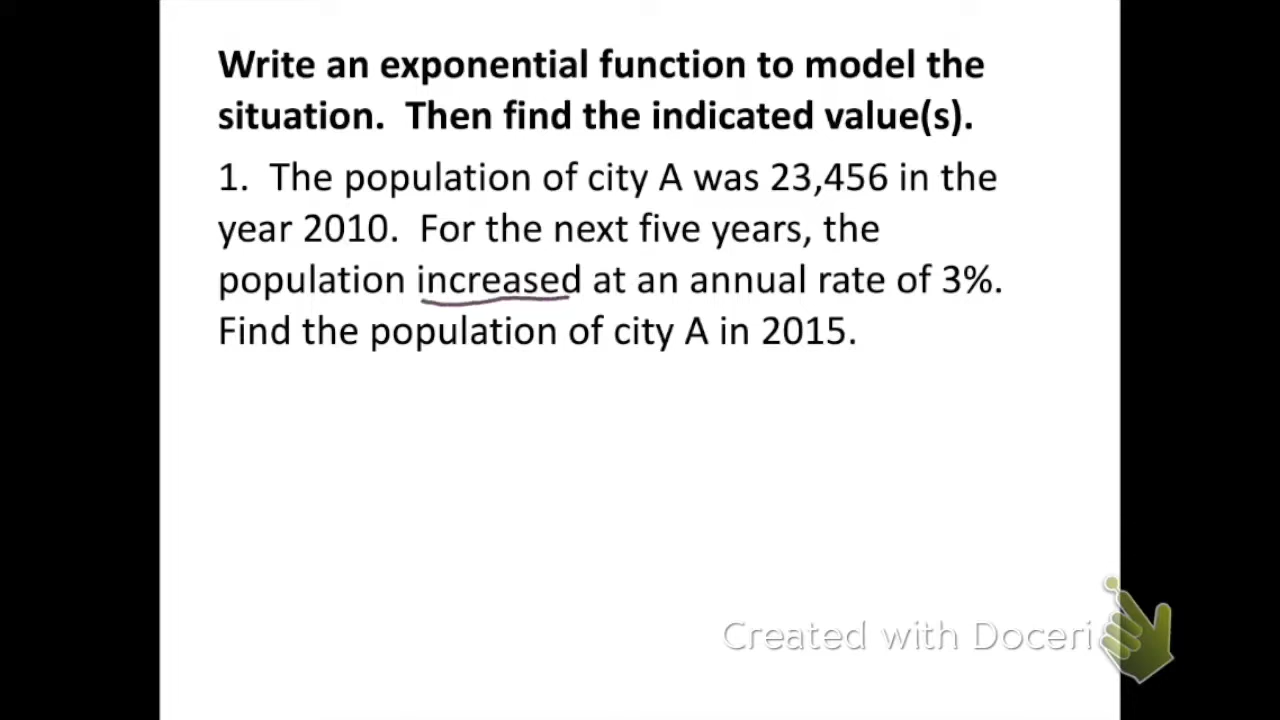 Write an exponential function to model the
situation.  Then find the indicated value(s).
1.  The population of city A was 23,456 in the
year 2010.  For the next five years, the
population increased at an annual rate of 3%.
Find the population of city A in 2015.
Created with Doceri